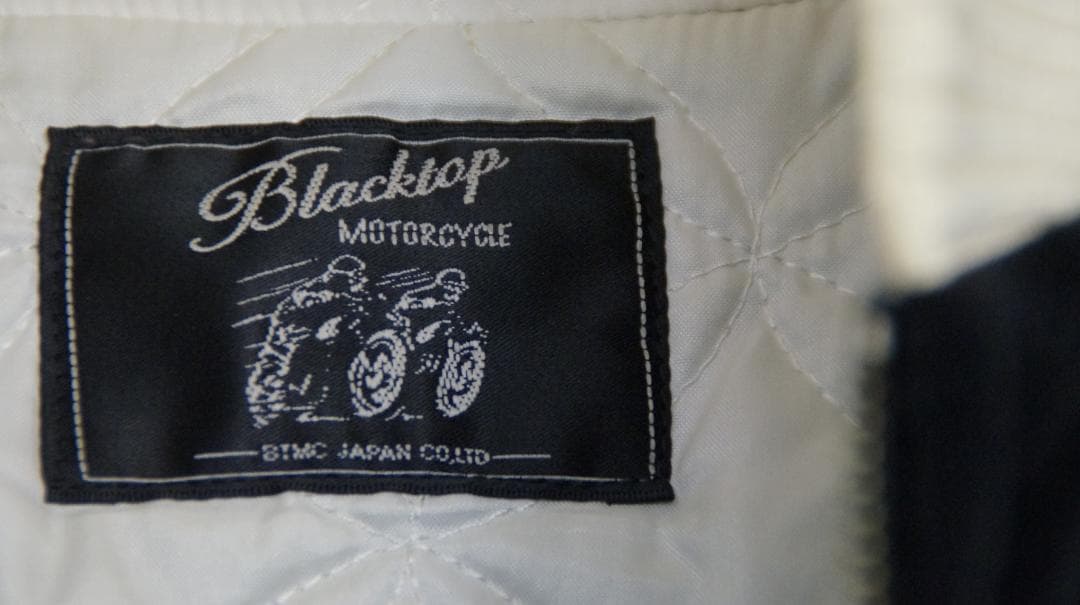 Blacktop
MOTORCYCLE
BTMC JAPAN CO,LTD